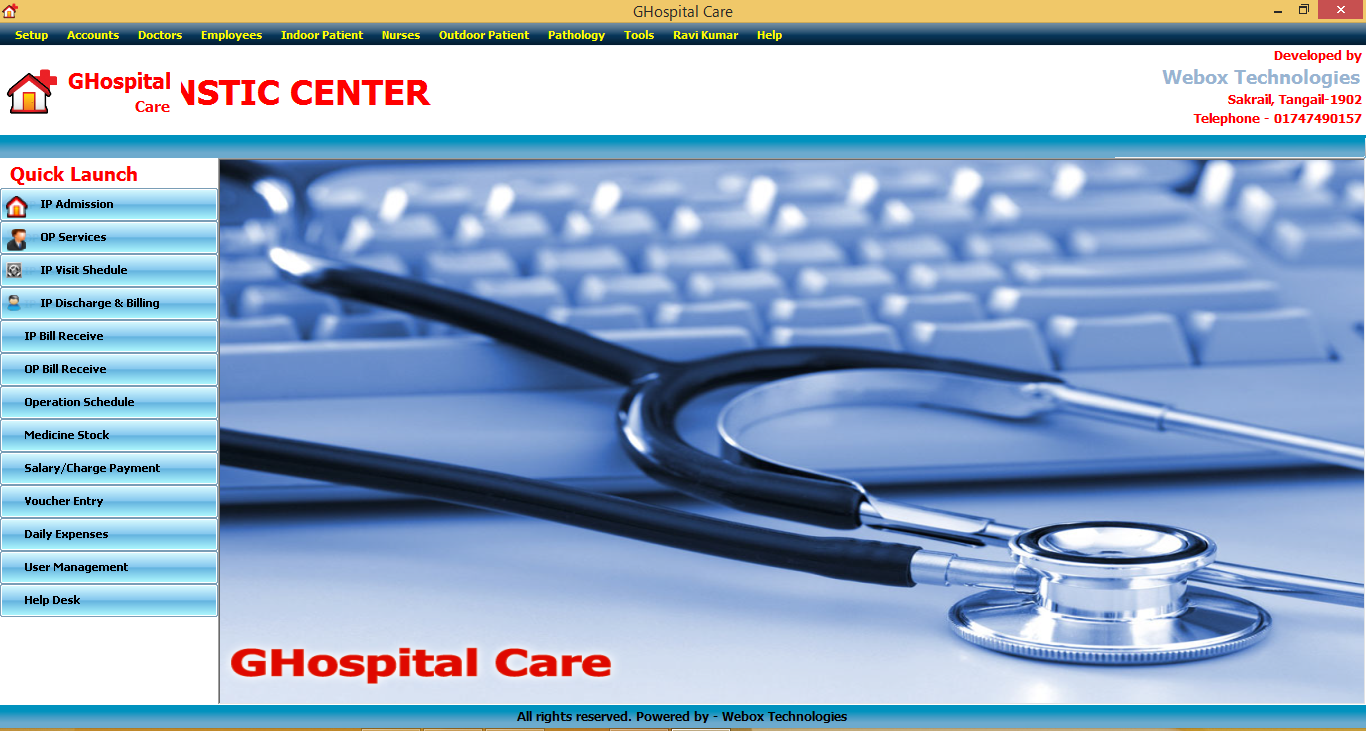 GHospital Care
Setup Accounts Doctors Employees Indoor Patient Nurses Outdoor Patient Pathology Tools Ravi Kumar Help
GHospital
Care
NSTIC CENTER
Developed by
Webox Technologies
Sakrail, Tangail-1902
Telephone - 01747490157
Quick Launch
IP Admission
OP Services
IP Visit Shedule
IP Discharge & Billing
IP Bill Receive
OP Bill Receive
Operation Schedule
Medicine Stock
Salary/Charge Payment
Voucher Entry
Daily Expenses
User Management
Help Desk
GHospital Care
All rights reserved. Powered by - Webox Technologies